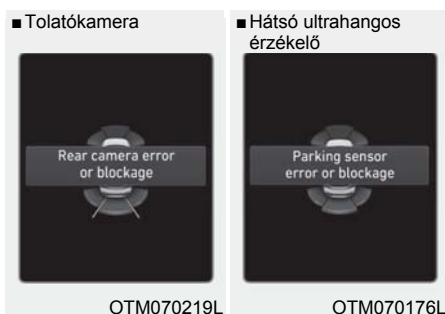 ■ Tolatókamera
Rear camera error
or blockage
OTM070219L
■ Hátsó ultrahangos
érzékelő
Parking sensor
error or blockage
OTM070176L